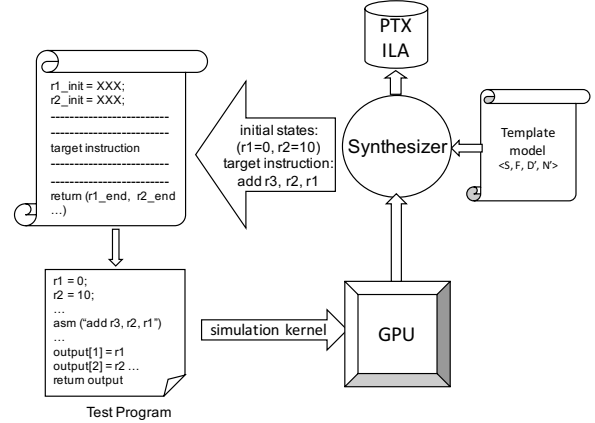 PTX
ILA
r1_init = XXX;
r2_init = XXX;
-------------------------
-------------------------
target instruction
-------------------------
-------------------------
return (r1_end, r2_end
…)
initial states:
(r1=0, r2=10)
target instruction:
add r3, r2, r1
Synthesizer
Template
model
<S, F, D’, N’>
r1 = 0;
r2 = 10;
…
asm (“add r3, r2, r1”)
…
output[1] = r1
output[2] = r2 …
return output
simulation kernel
GPU
Test Program